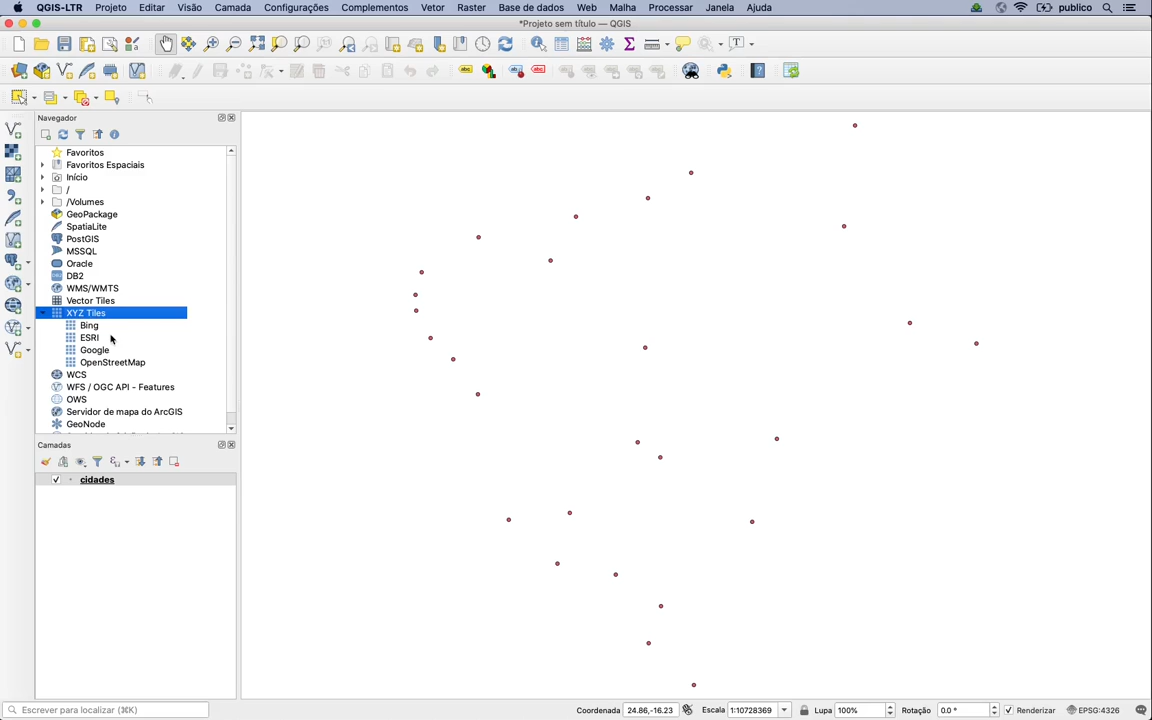 QGIS-LTR Projeto Editar Visão Camada Configurações Complementos Vetor Raster Base de dados Web Malha Processar Janela Ajuda publico
*Projeto sem título — QGIS
Navegador
Favoritos
Favoritos Espaciais
Início
/
/Volumes
GeoPackage
SpatiaLite
PostGIS
MSSQL
Oracle
DB2
WMS/WMTS
Vector Tiles
XYZ Tiles
Bing
ESRI
Google
OpenStreetMap
WCS
WFS / OGC API - Features
OWS
Servidor de mapa do ArcGIS
GeoNode
Camadas
cidades
Escrever para localizar (⌘K) Coordenada 24.86,-16.23 Escala 1:10728369 Lupa 100% Rotação 0.0 ° Renderizar EPSG:4326